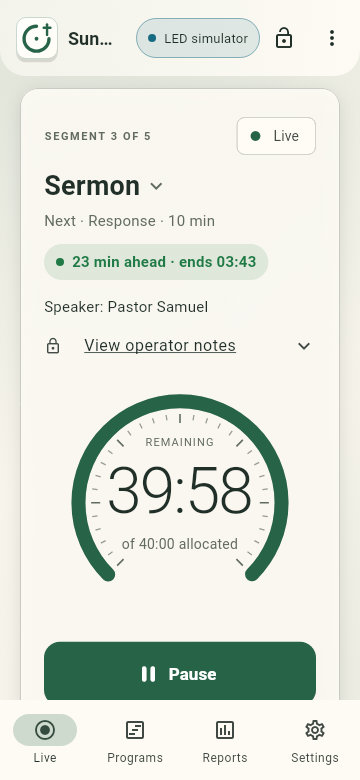 Sun…
LED simulator
SEGMENT 3 OF 5
Live
Sermon
Next · Response · 10 min
23 min ahead · ends 03:43
Speaker: Pastor Samuel
View operator notes
REMAINING
39:58
of 40:00 allocated
Pause
Live
Programs
Reports
Settings